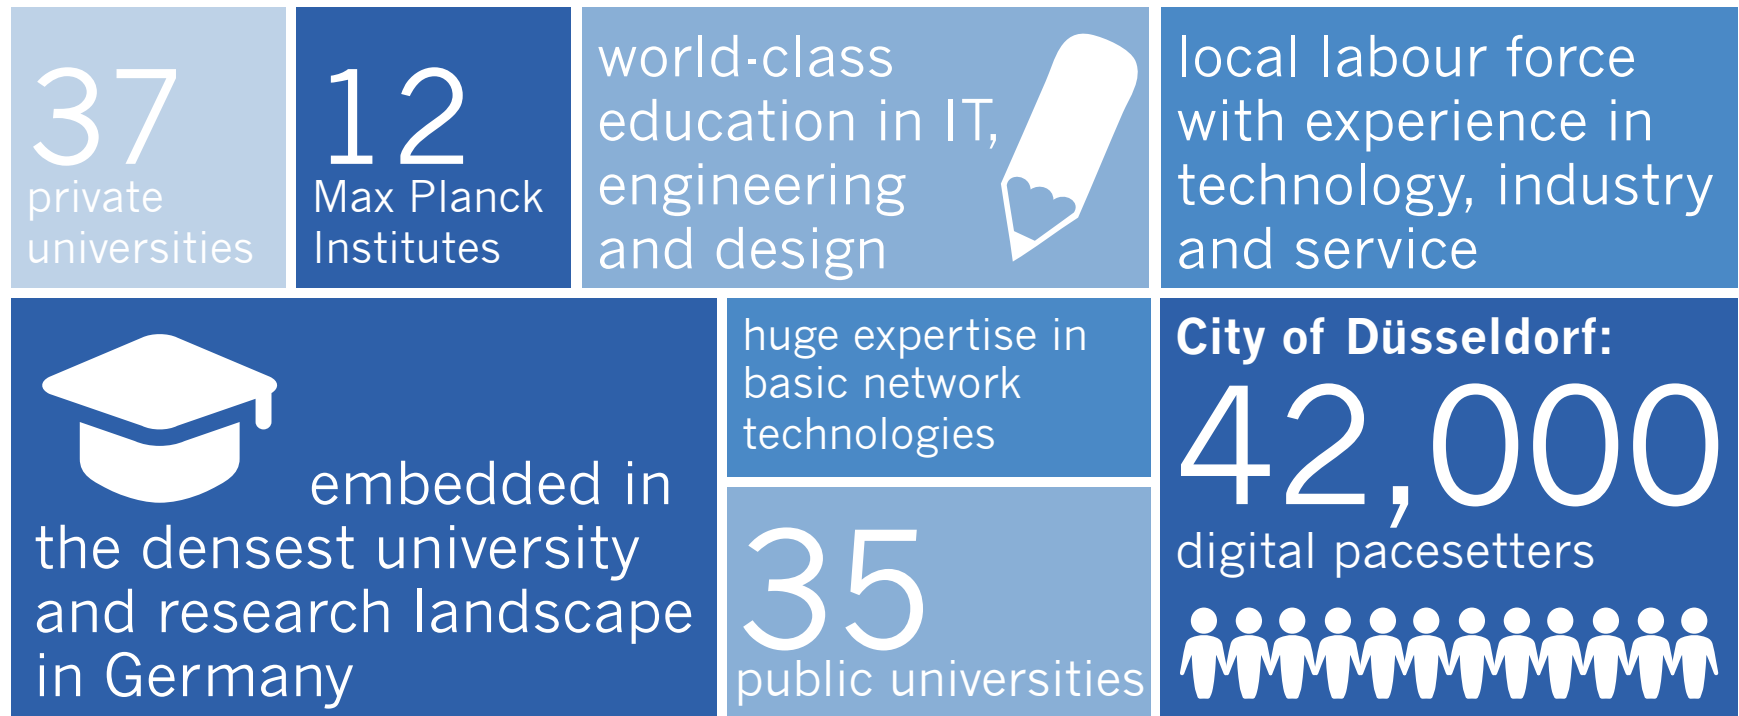 37
private
universities
12
Max Planck
Institutes
world-class
education in IT,
engineering
and design
local labour force
with experience in
technology, industry
and service
embedded in
the densest university
and research landscape
in Germany
huge expertise in
basic network
technologies
35
public universities
City of Düsseldorf:
42,000
digital pacesetters